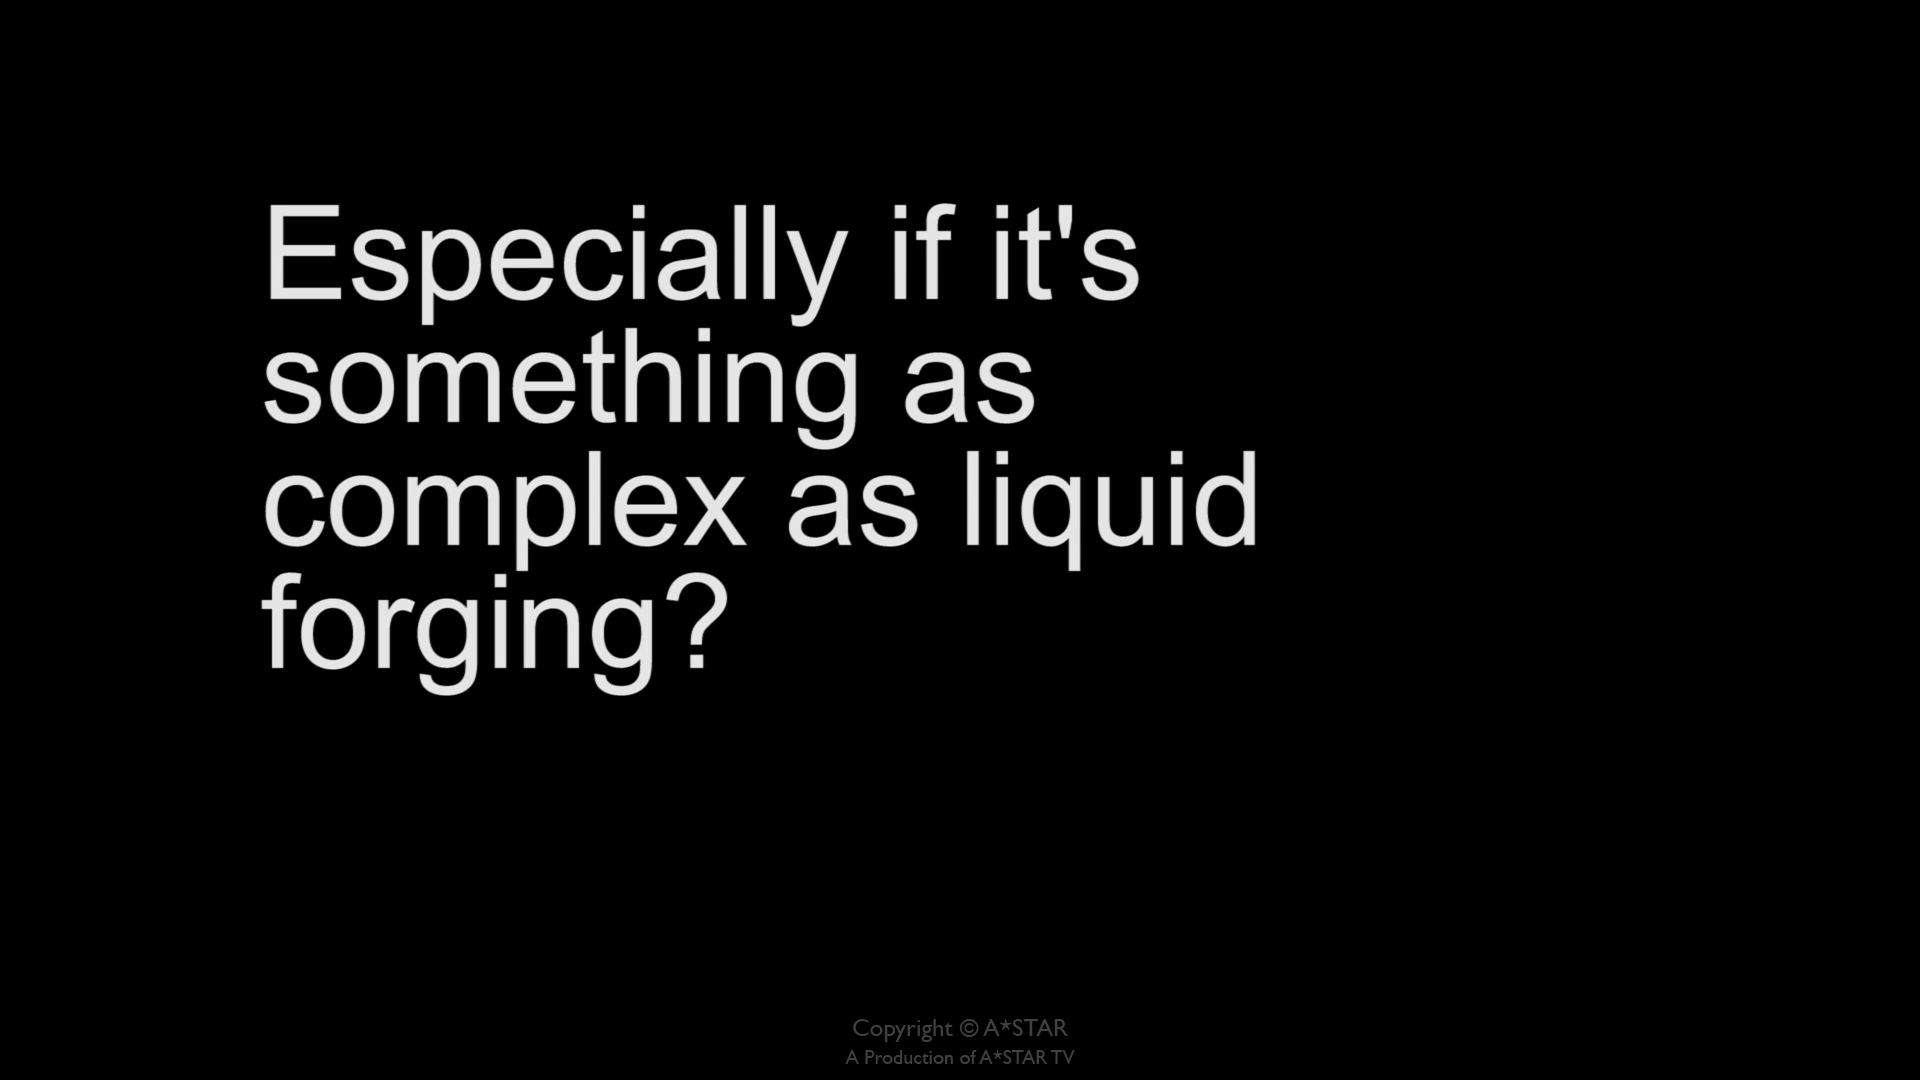 Especially if it's
something as
complex as liquid
forging?
Copyright © A*STAR
A Production of A*STAR TV